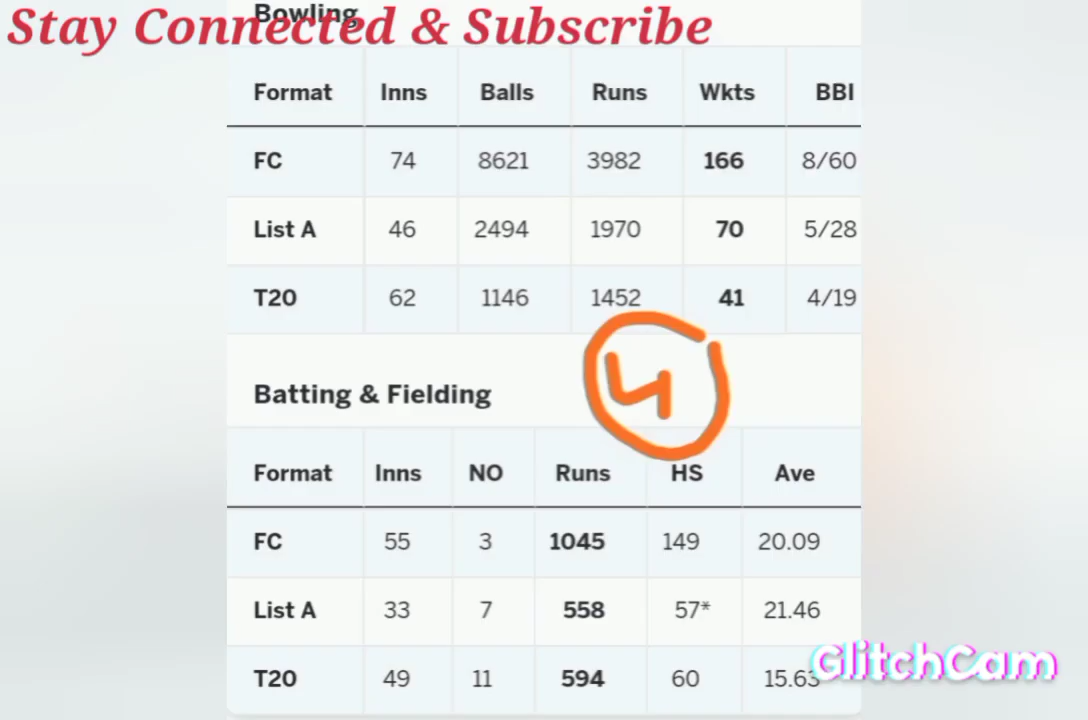 Bowling
Stay Connected & Subscribe
Format Inns Balls Runs Wkts BBI
FC 74 8621 3982 166 8/60
List A 46 2494 1970 70 5/28
T20 62 1146 1452 41 4/19
4
Batting & Fielding
Format Inns NO Runs HS Ave
FC 55 3 1045 149 20.09
List A 33 7 558 57* 21.46
T20 49 11 594 60 15.63
GlitchCam